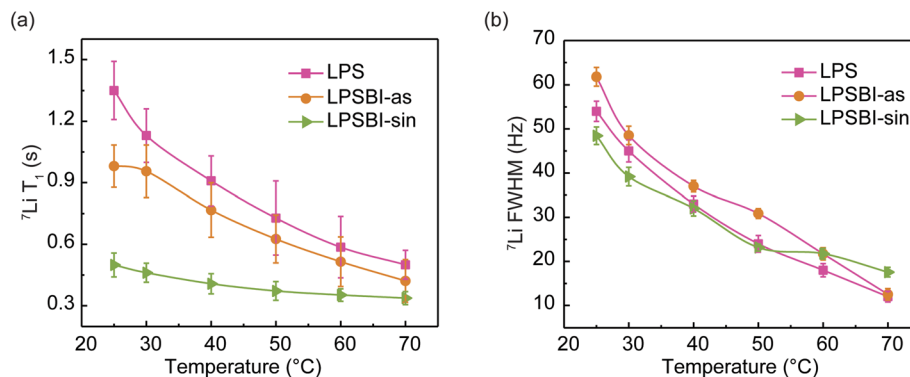 (a)
⁷Li T₁ (s)
1.5
1.2
0.9
0.6
0.3
LPS
LPSBI-as
LPSBI-sin
20 30 40 50 60 70
Temperature (°C)
(b)
⁷Li FWHM (Hz)
70
60
50
40
30
20
10
LPS
LPSBI-as
LPSBI-sin
20 30 40 50 60 70
Temperature (°C)